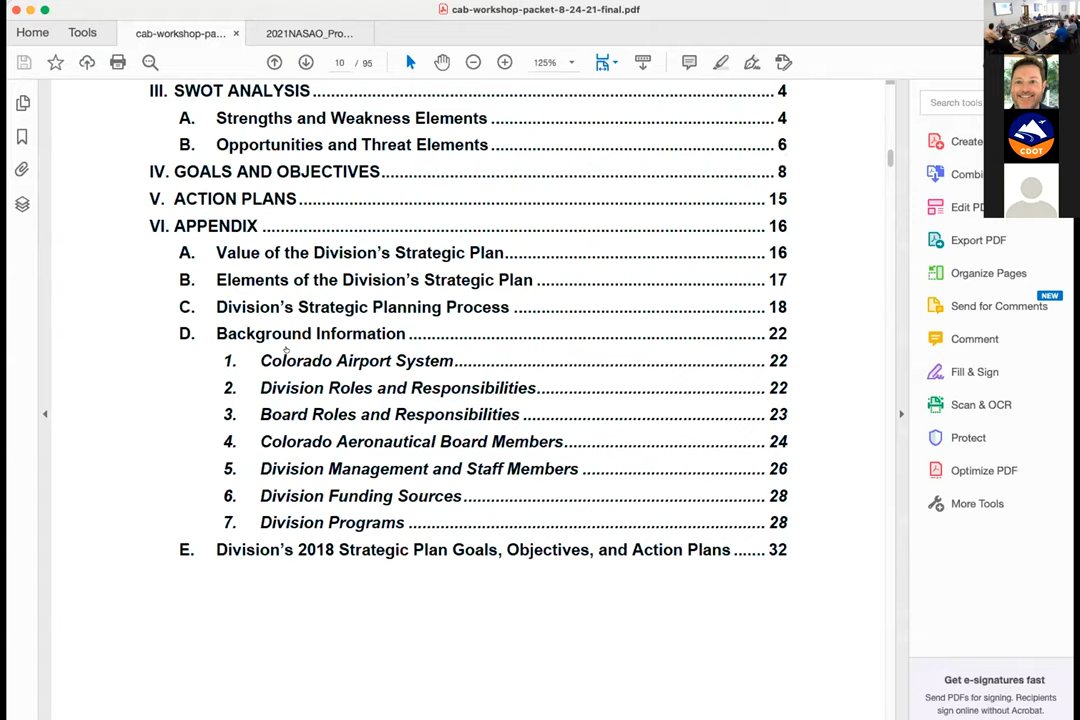 cab-workshop-packet-8-24-21-final.pdf
Home Tools cab-workshop-pa... × 2021NASAO_Pro...
10 / 95 125%
III. SWOT ANALYSIS 4
A. Strengths and Weakness Elements 4
B. Opportunities and Threat Elements 6
IV. GOALS AND OBJECTIVES 8
V. ACTION PLANS 15
VI. APPENDIX 16
A. Value of the Division's Strategic Plan 16
B. Elements of the Division's Strategic Plan 17
C. Division's Strategic Planning Process 18
D. Background Information 22
1. Colorado Airport System 22
2. Division Roles and Responsibilities 22
3. Board Roles and Responsibilities 23
4. Colorado Aeronautical Board Members 24
5. Division Management and Staff Members 26
6. Division Funding Sources 28
7. Division Programs 28
E. Division's 2018 Strategic Plan Goals, Objectives, and Action Plans 32
Search tools
Create
Combi
Edit PD
Export PDF
Organize Pages
NEW
Send for Comments
Comment
Fill & Sign
Scan & OCR
Protect
Optimize PDF
More Tools
Get e-signatures fast
Send PDFs for signing. Recipients
sign online without Acrobat.
CDOT